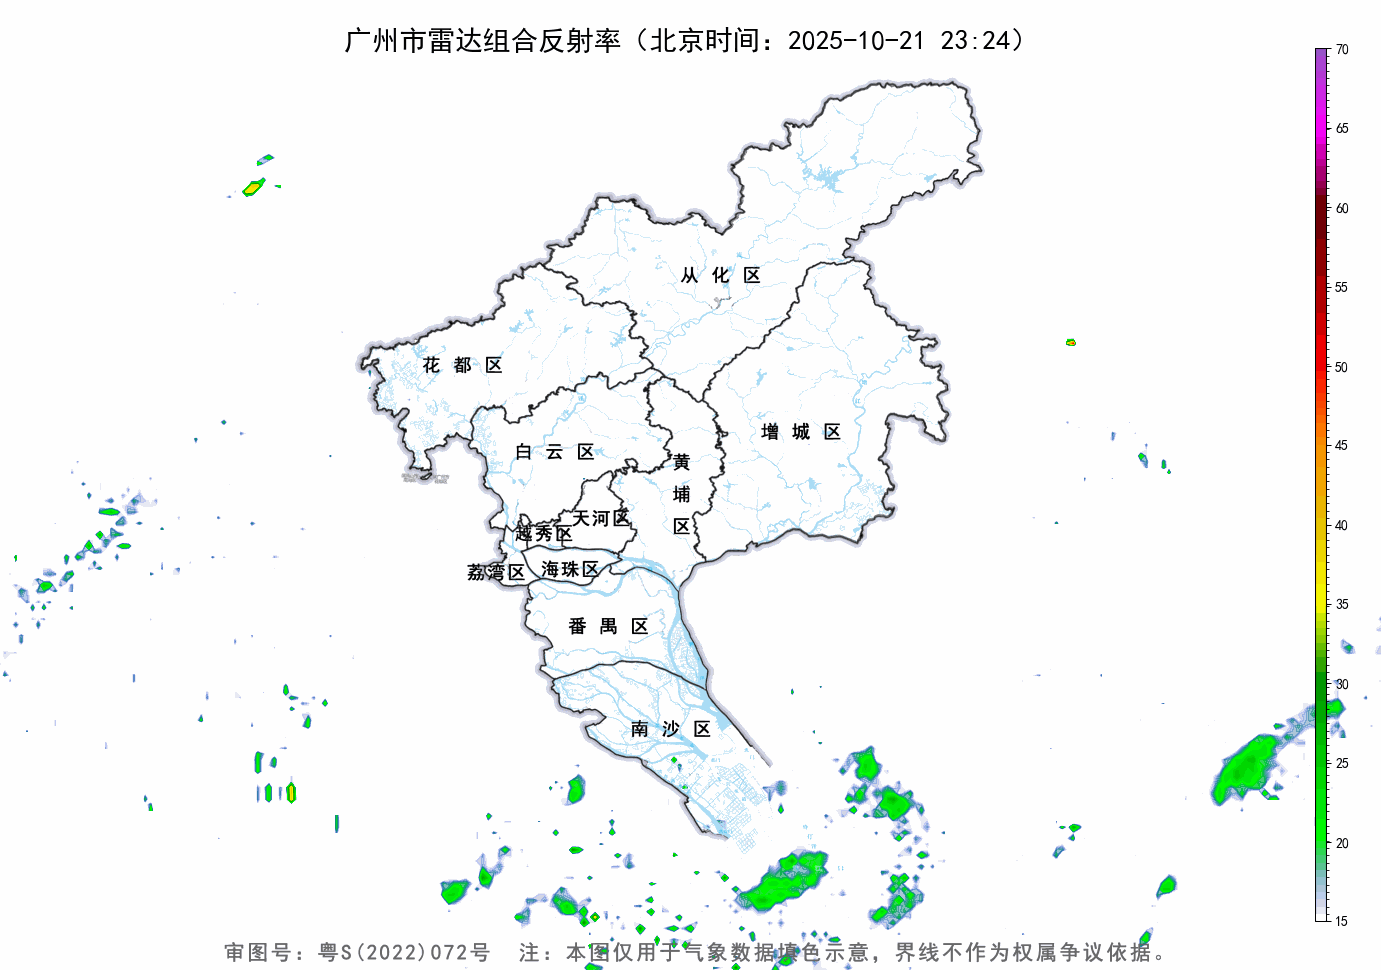 广州市雷达组合反射率（北京时间：2025-10-21 23:24）
70
65
60
55
50
45
40
35
30
25
20
15
从化区
花都区
增城区
白云区
黄埔区
天河区
越秀区
海珠区
荔湾区
番禺区
南沙区
审图号：粤S(2022)072号 注：本图仅用于气象数据填色示意，界线不作为权属争议依据。